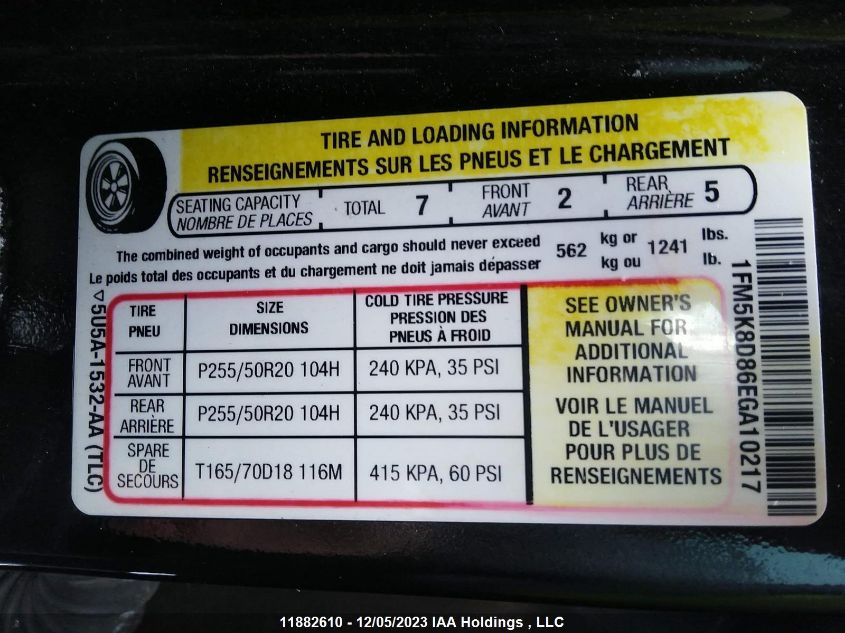 TIRE AND LOADING INFORMATION
RENSEIGNEMENTS SUR LES PNEUS ET LE CHARGEMENT
SEATING CAPACITY
NOMBRE DE PLACES
TOTAL 7
FRONT
AVANT 2
REAR
ARRIÈRE 5
The combined weight of occupants and cargo should never exceed 562 kg or 1241 lbs.
Le poids total des occupants et du chargement ne doit jamais dépasser kg ou lb.
TIRE
PNEU
SIZE
DIMENSIONS
COLD TIRE PRESSURE
PRESSION DES
PNEUS À FROID
FRONT
AVANT
P255/50R20 104H
240 KPA, 35 PSI
REAR
ARRIÈRE
P255/50R20 104H
240 KPA, 35 PSI
SPARE
DE
SECOURS
T165/70D18 116M
415 KPA, 60 PSI
SEE OWNER'S
MANUAL FOR
ADDITIONAL
INFORMATION
VOIR LE MANUEL
DE L'USAGER
POUR PLUS DE
RENSEIGNEMENTS
▽5U5A-1532-AA (TLC)
1FM5K8D86EGA10217
11882610 - 12/05/2023 IAA Holdings , LLC